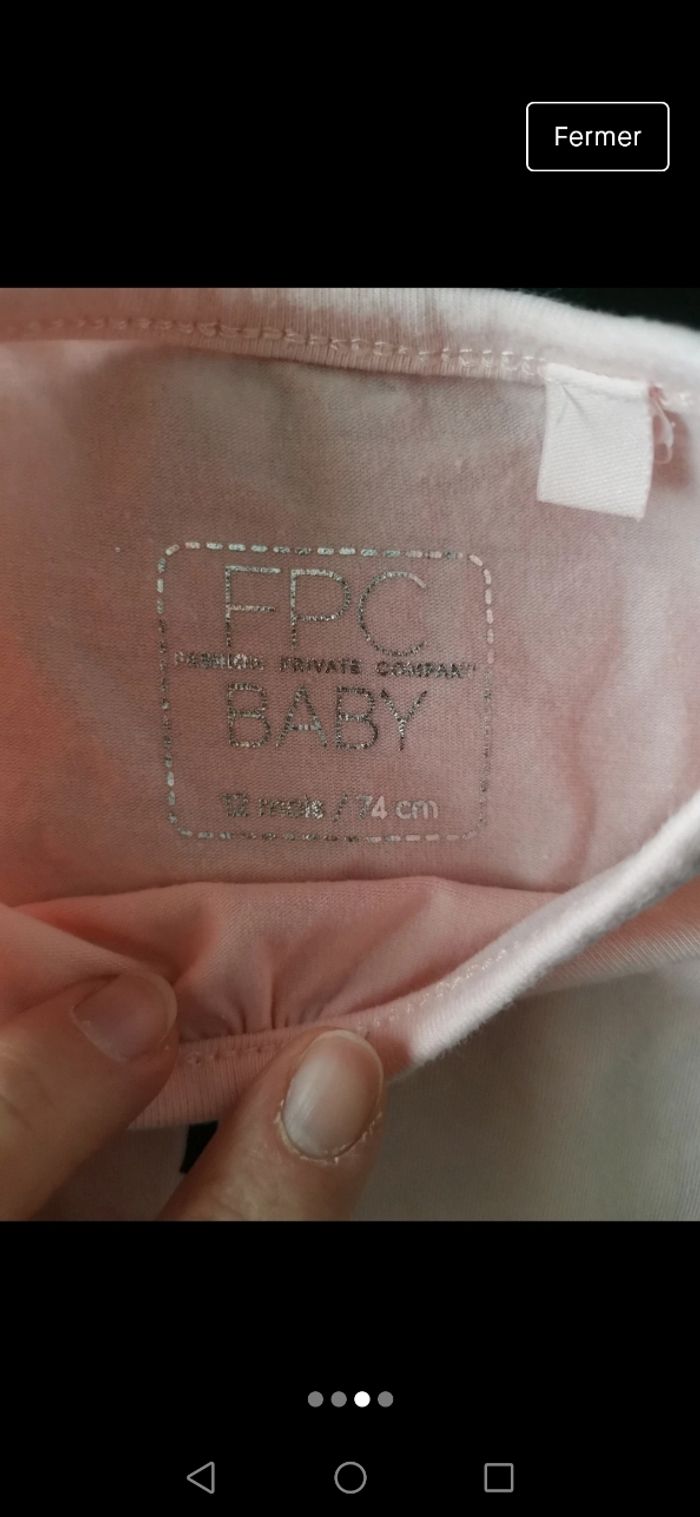 Fermer
FPC
FASHION PRIVATE COMPANY
BABY
12 mois / 74 cm